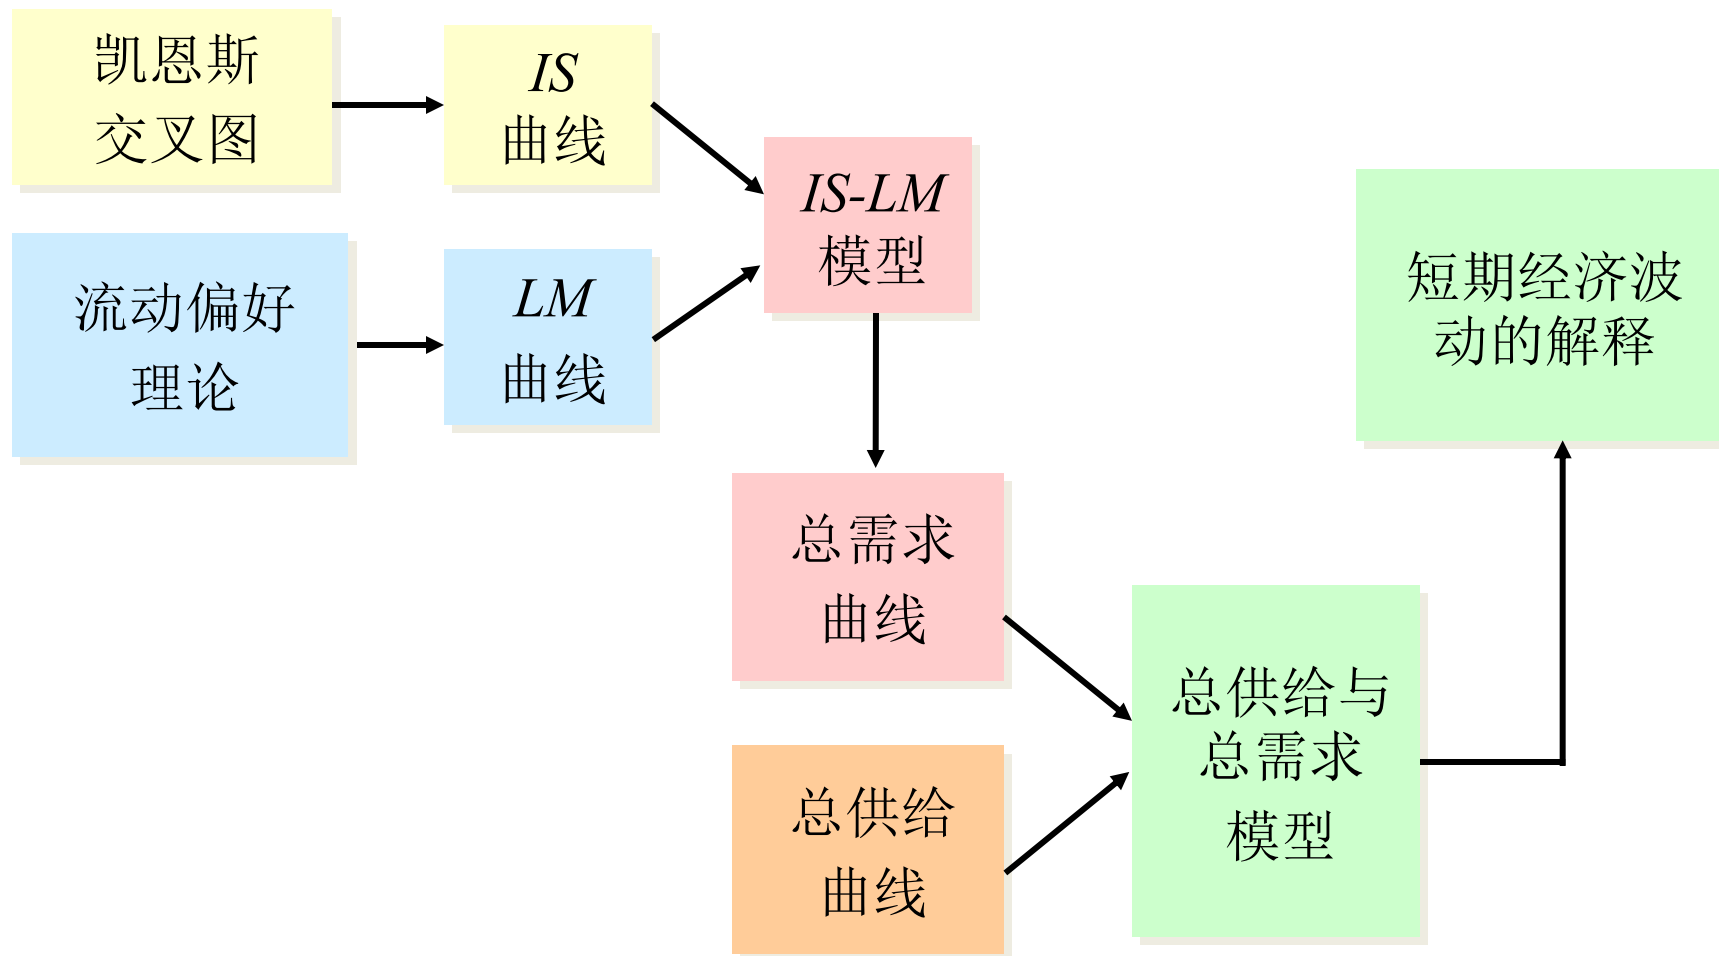 凯恩斯
交叉图
IS
曲线
流动偏好
理论
LM
曲线
IS-LM
模型
总需求
曲线
总供给
曲线
总供给与
总需求
模型
短期经济波
动的解释